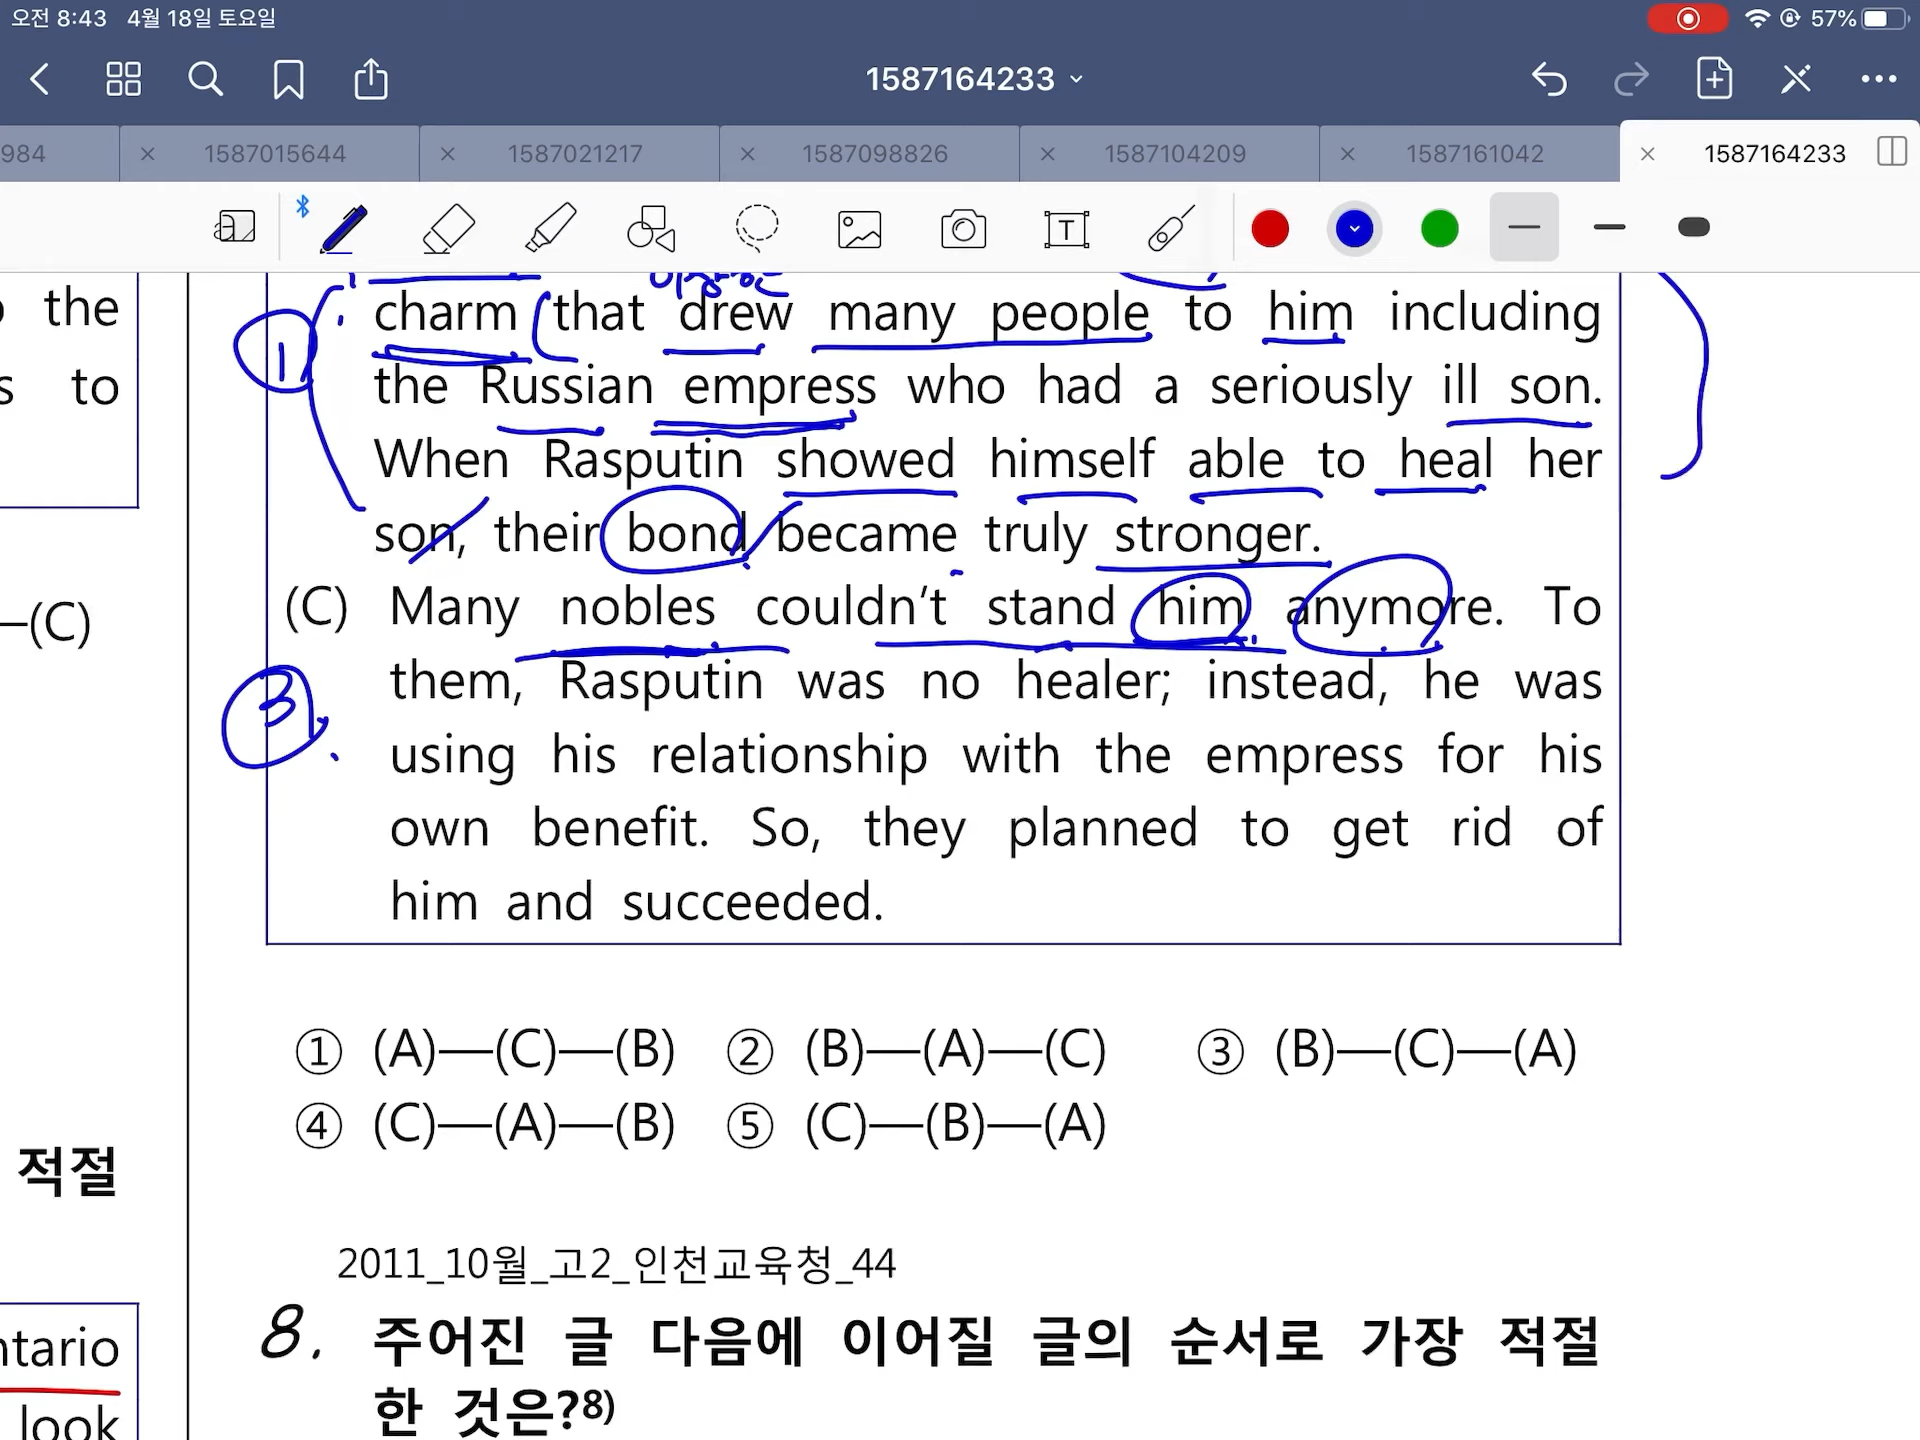 오전 8:43 4월 18일 토요일
57%
1587164233
984
1587015644
1587021217
1587098826
1587104209
1587161042
1587164233
the
s to
—(C)
적절
ntario
look
charm that drew many people to him including
the Russian empress who had a seriously ill son.
When Rasputin showed himself able to heal her
son, their bond became truly stronger.
(C) Many nobles couldn't stand him anymore. To
them, Rasputin was no healer; instead, he was
using his relationship with the empress for his
own benefit. So, they planned to get rid of
him and succeeded.
1
3
① (A)—(C)—(B) ② (B)—(A)—(C) ③ (B)—(C)—(A)
④ (C)—(A)—(B) ⑤ (C)—(B)—(A)
2011_10월_고2_인천교육청_44
8. 주어진 글 다음에 이어질 글의 순서로 가장 적절
한 것은?8)